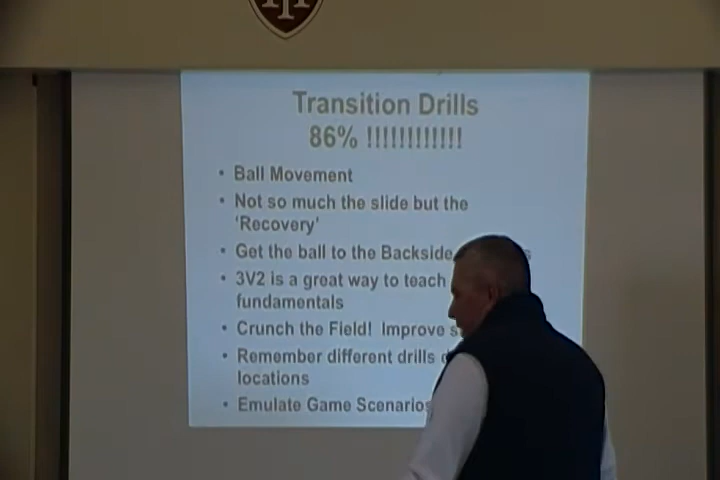 Transition Drills
86% !!!!!!!!!!!!!
• Ball Movement
• Not so much the slide but the
'Recovery'
• Get the ball to the Backside
• 3V2 is a great way to teach
fundamentals
• Crunch the Field! Improve
• Remember different drills
locations
• Emulate Game Scenarios